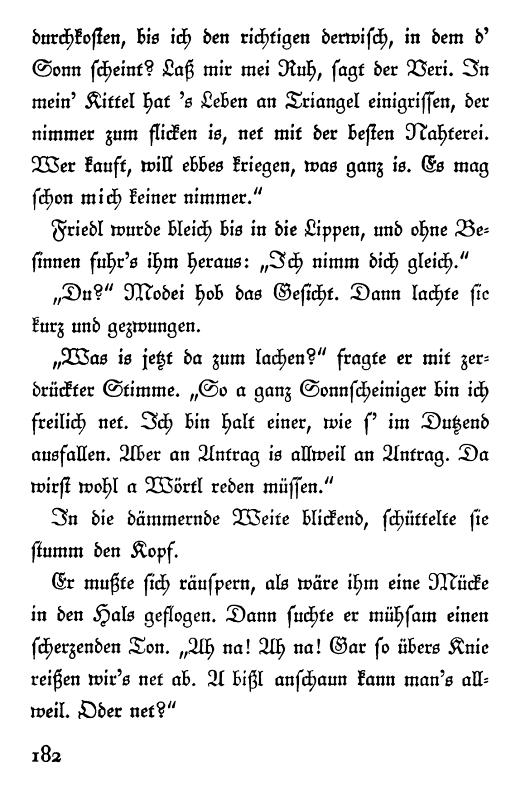 durchkosten, bis ich den richtigen derwisch, in dem d'
Sonn scheint? Laß mir mei Ruh, sagt der Veri. In
mein' Kittel hat 's Leben an Triangel einigrissen, der
nimmer zum flicken is, net mit der besten Nahterei.
Wer kauft, will ebbes kriegen, was ganz is. Es mag
schon mich keiner nimmer.“
Friedl wurde bleich bis in die Lippen, und ohne Be-
sinnen fuhr's ihm heraus: „Ich nimm dich gleich.“
„Du?“ Modei hob das Gesicht. Dann lachte sie
kurz und gezwungen.
„Was is jetzt da zum lachen?“ fragte er mit zer-
drückter Stimme. „So a ganz Sonnscheiniger bin ich
freilich net. Ich bin halt einer, wie s' im Dutzend
ausfallen. Aber an Antrag is allweil an Antrag. Da
wirst wohl a Wörtl reden müssen.“
In die dämmernde Weite blickend, schüttelte sie
stumm den Kopf.
Er mußte sich räuspern, als wäre ihm eine Mücke
in den Hals geflogen. Dann suchte er mühsam einen
scherzenden Ton. „Ah na! Ah na! Gar so übers Knie
reißen wir's net ab. A bißl anschaun kann man's all-
weil. Oder net?“
182